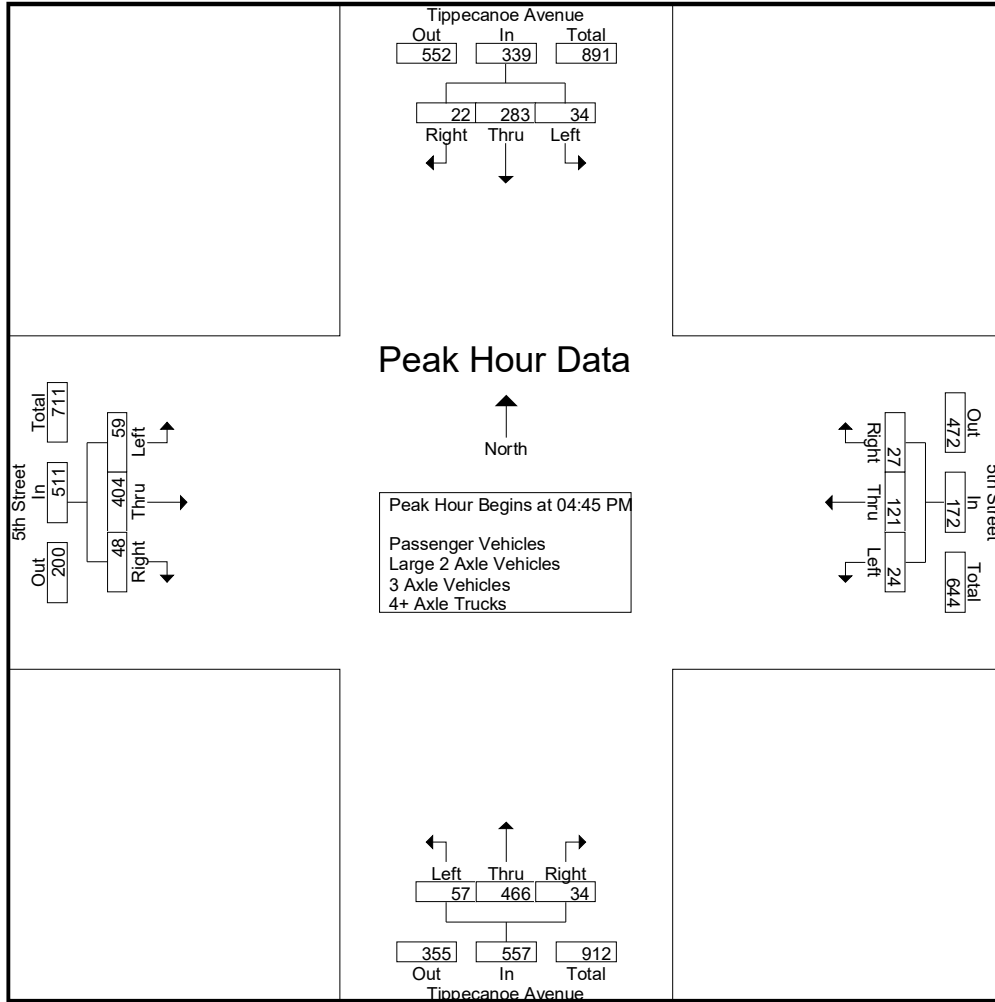 Tippecanoe Avenue
Out In Total
552 339 891
22 283 34
Right Thru Left
Peak Hour Data
North
Peak Hour Begins at 04:45 PM
Passenger Vehicles
Large 2 Axle Vehicles
3 Axle Vehicles
4+ Axle Trucks
5th Street
Out In Total
200 511 711
48 404 59
Right Thru Left
5th Street
Out In Total
472 172 644
27 121 24
Right Thru Left
Left Thru Right
57 466 34
355 557 912
Out In Total
Tippecanoe Avenue